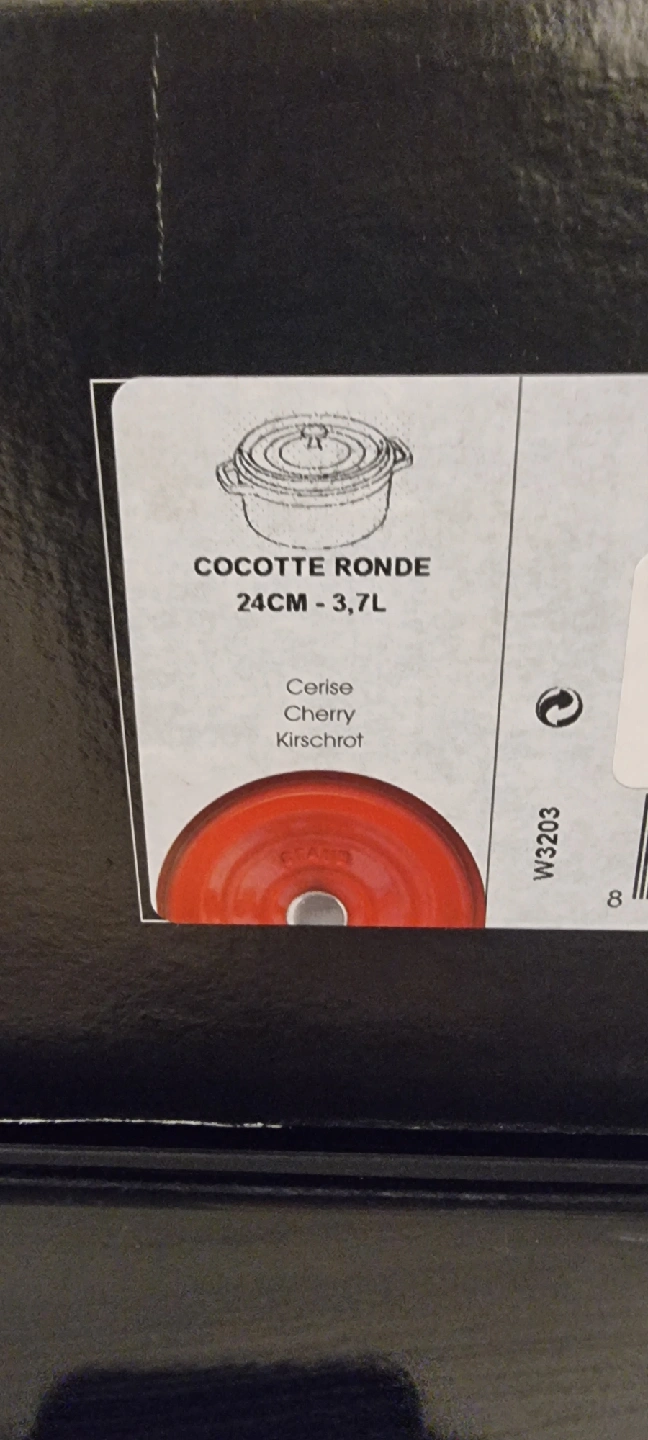 COCOTTE RONDE
24CM - 3,7L
Cerise
Cherry
Kirschrot
W3203
8